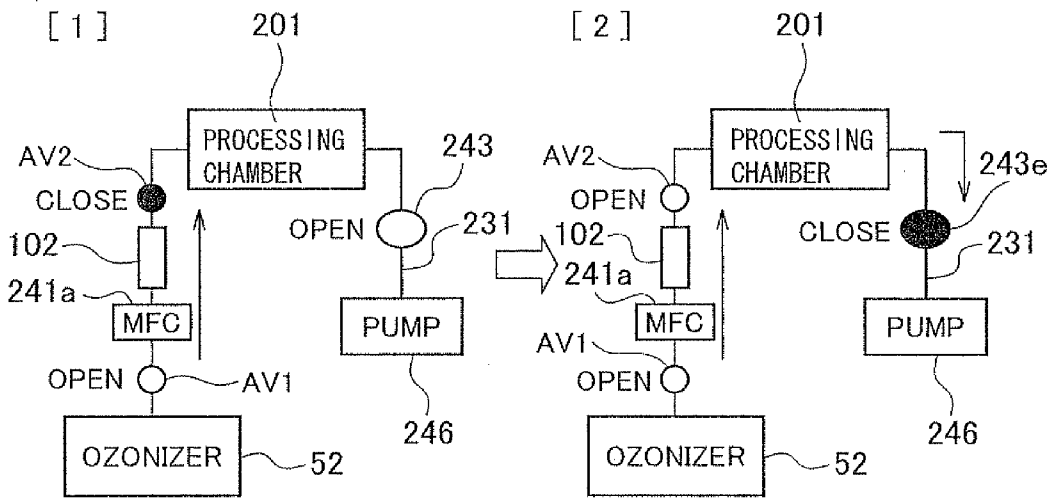 [1]
201
PROCESSING
CHAMBER
AV2
CLOSE
243
OPEN
102
231
241a
MFC
PUMP
OPEN
AV1
246
OZONIZER
52
[2]
201
PROCESSING
CHAMBER
AV2
OPEN
243e
CLOSE
102
231
241a
MFC
PUMP
AV1
OPEN
246
OZONIZER
52